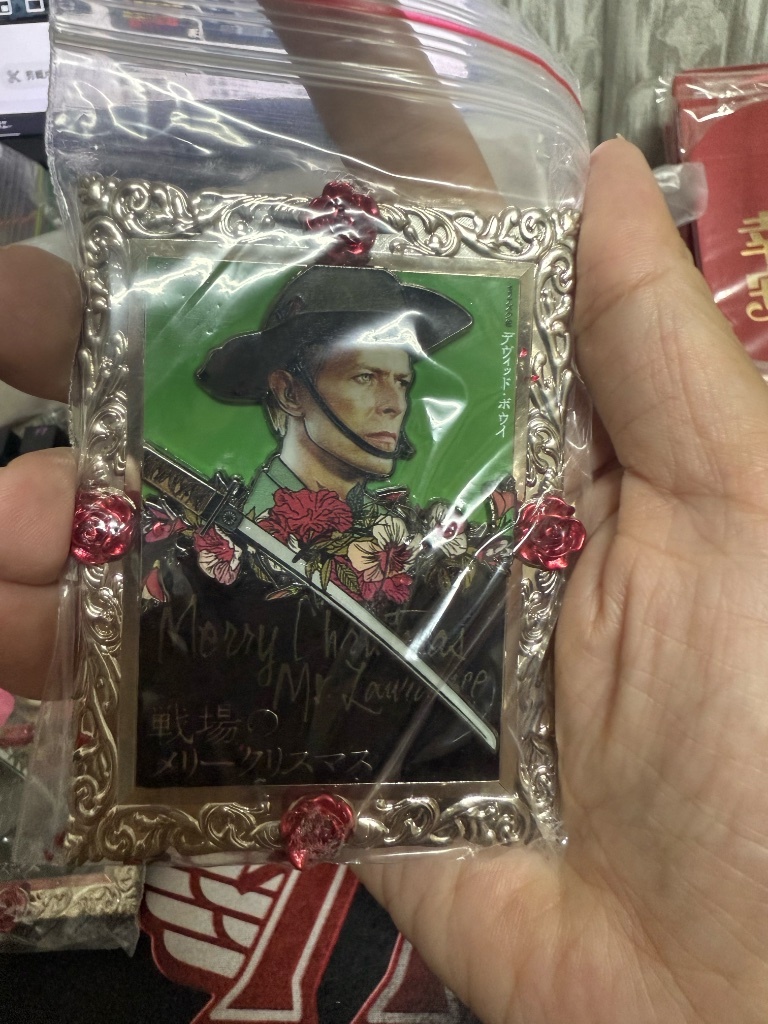 デヴィッド・ボウイ
Merry Christmas
Mr. Lawrence
戦場の
メリークリスマス